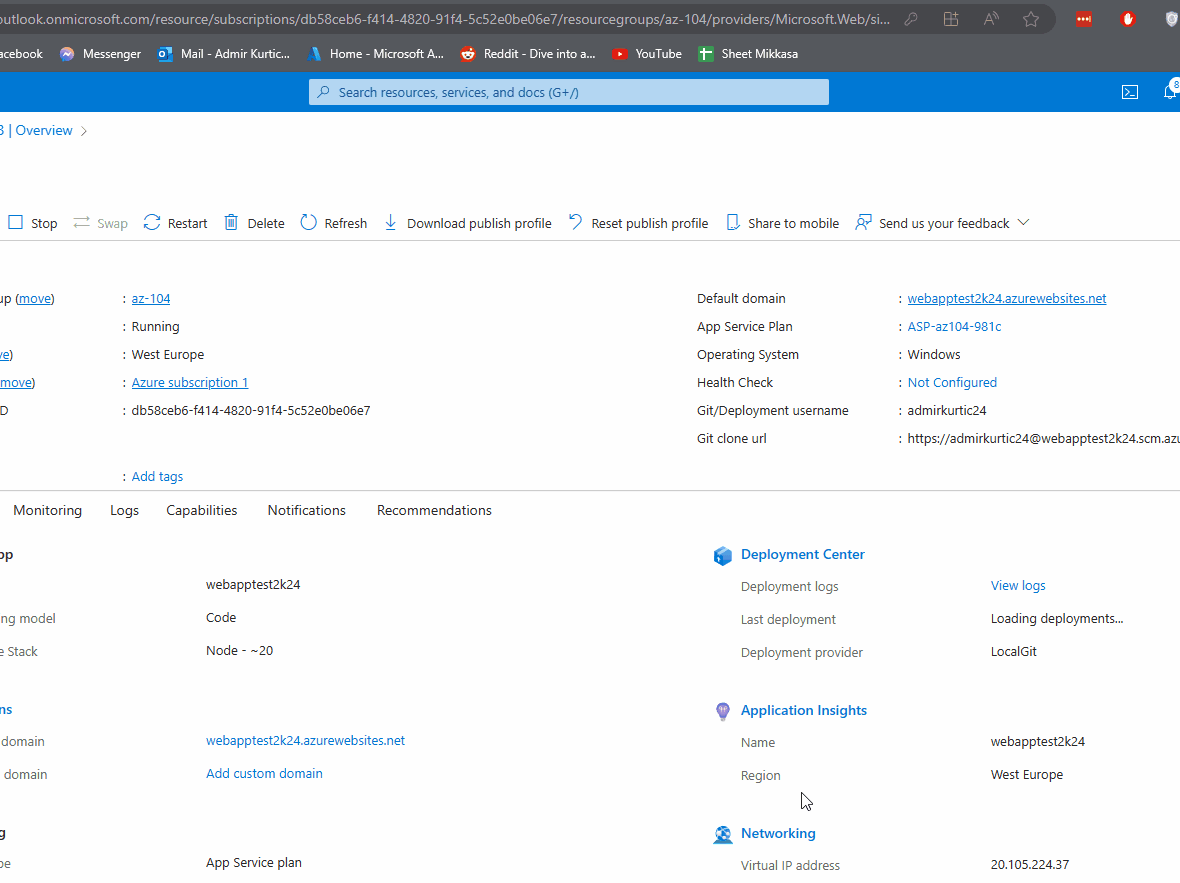 outlook.onmicrosoft.com/resource/subscriptions/db58ceb6-f414-4820-91f4-5c52e0be06e7/resourcegroups/az-104/providers/Microsoft.Web/si...
acebook Messenger Mail - Admir Kurtic... Home - Microsoft A... Reddit - Dive into a... YouTube Sheet Mikkasa
Search resources, services, and docs (G+/) 8
3 | Overview >
Stop Swap Restart Delete Refresh Download publish profile Reset publish profile Share to mobile Send us your feedback
up (move) : az-104 Default domain : webapptest2k24.azurewebsites.net
: Running App Service Plan : ASP-az104-981c
ve) : West Europe Operating System : Windows
move) : Azure subscription 1 Health Check : Not Configured
D : db58ceb6-f414-4820-91f4-5c52e0be06e7 Git/Deployment username : admirkurtic24
Git clone url : https://admirkurtic24@webapptest2k24.scm.azu
: Add tags
Monitoring Logs Capabilities Notifications Recommendations
pp Deployment Center
webapptest2k24 Deployment logs View logs
ng model Code Last deployment Loading deployments...
e Stack Node - ~20 Deployment provider LocalGit
ns Application Insights
domain webapptest2k24.azurewebsites.net Name webapptest2k24
domain Add custom domain Region West Europe
g Networking
pe App Service plan Virtual IP address 20.105.224.37